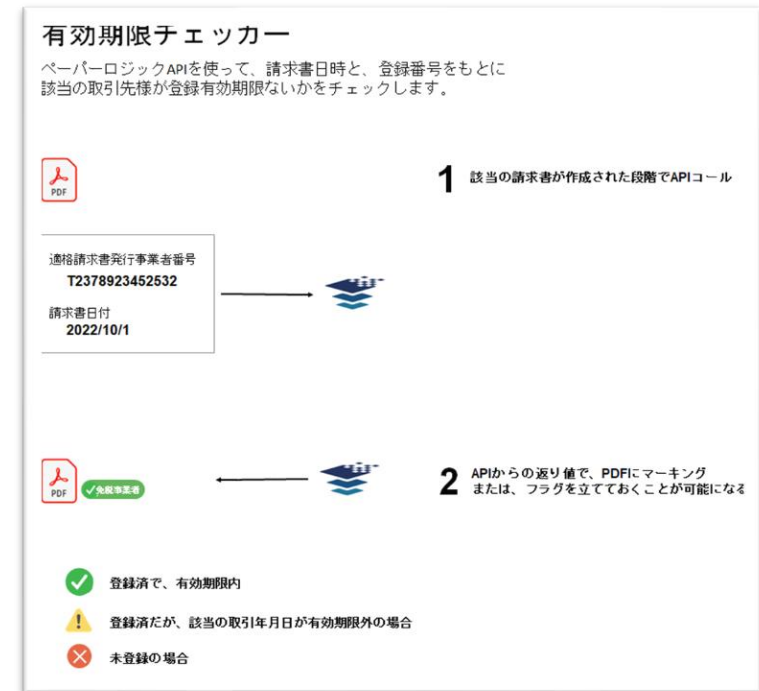 有効期限チェッカー
ペーパーロジックAPIを使って、請求書日時と、登録番号をもとに
該当の取引先様が登録有効期限ないかをチェックします。
PDF
1 該当の請求書が作成された段階でAPIコール
適格請求書発行事業者番号
T2378923452532
請求書日付
2022/10/1
PDF
免税事業者
2 APIからの返り値で、PDFにマーキング
または、フラグを立てておくことが可能になる
登録済で、有効期限内
登録済だが、該当の取引年月日が有効期限外の場合
未登録の場合